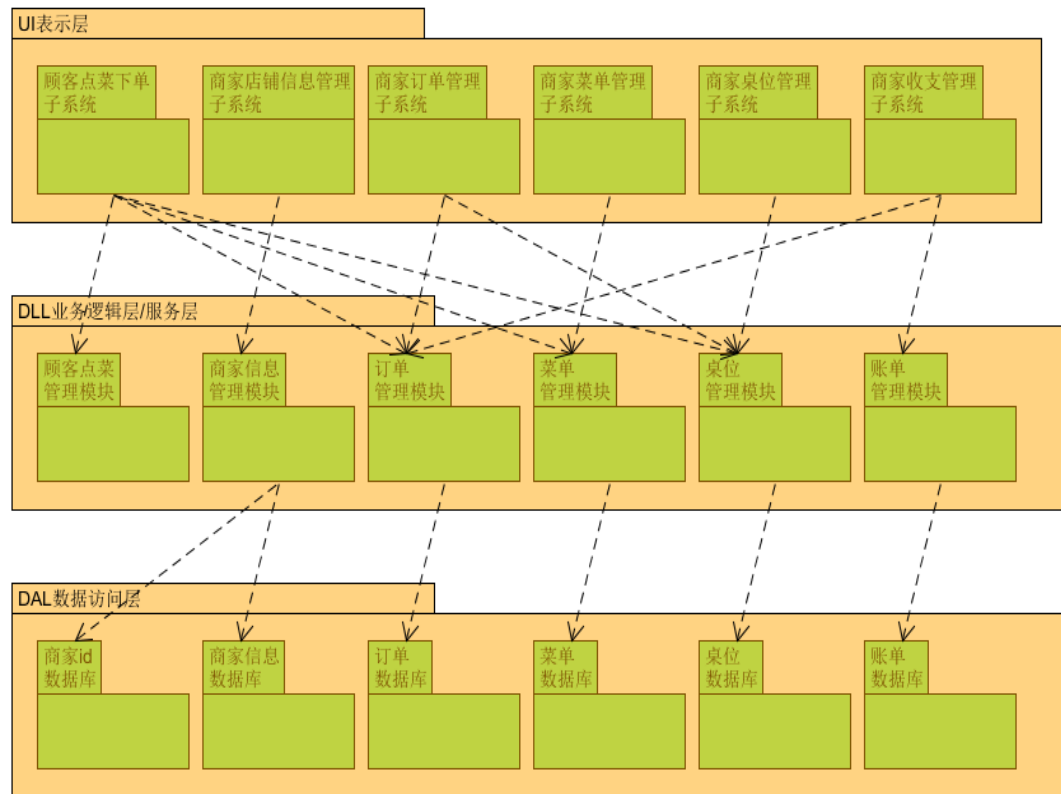 UI表示层
顾客点菜下单
子系统
商家店铺信息管理
子系统
商家订单管理
子系统
商家菜单管理
子系统
商家桌位管理
子系统
商家收支管理
子系统
DLL业务逻辑层/服务层
顾客点菜
管理模块
商家信息
管理模块
订单
管理模块
菜单
管理模块
桌位
管理模块
账单
管理模块
DAL数据访问层
商家id
数据库
商家信息
数据库
订单
数据库
菜单
数据库
桌位
数据库
账单
数据库